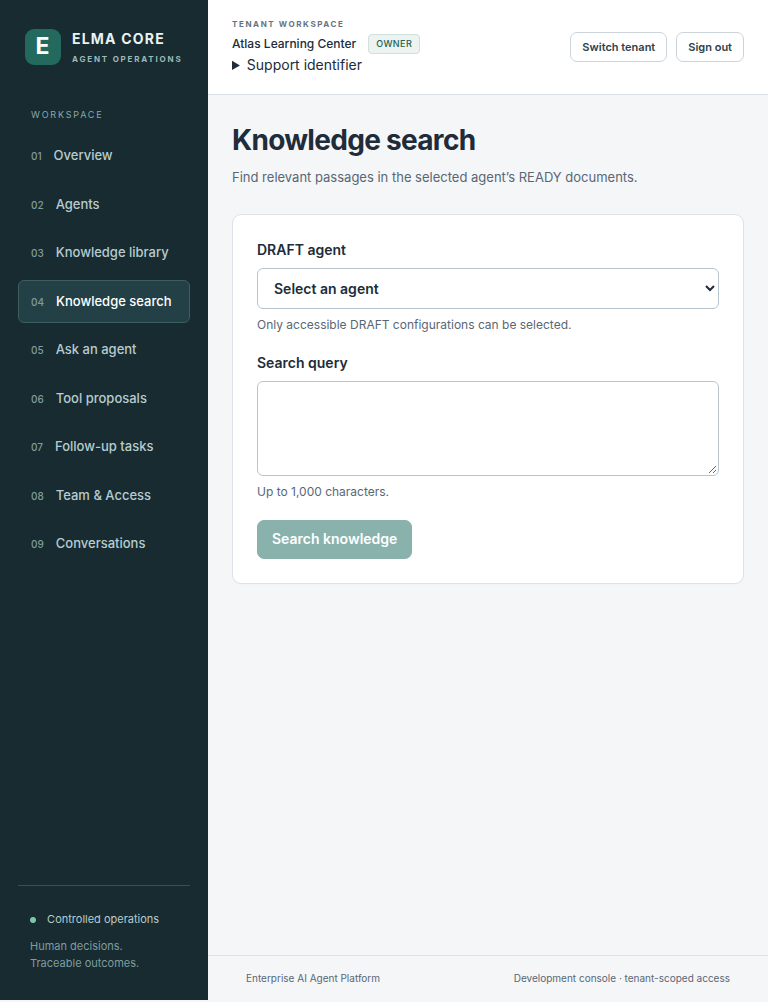 E
ELMA CORE
AGENT OPERATIONS
WORKSPACE
01 Overview
02 Agents
03 Knowledge library
04 Knowledge search
05 Ask an agent
06 Tool proposals
07 Follow-up tasks
08 Team & Access
09 Conversations
Controlled operations
Human decisions.
Traceable outcomes.
TENANT WORKSPACE
Atlas Learning Center OWNER
Support identifier
Switch tenant
Sign out
Knowledge search
Find relevant passages in the selected agent’s READY documents.
DRAFT agent
Select an agent
Only accessible DRAFT configurations can be selected.
Search query
Up to 1,000 characters.
Search knowledge
Enterprise AI Agent Platform
Development console · tenant-scoped access